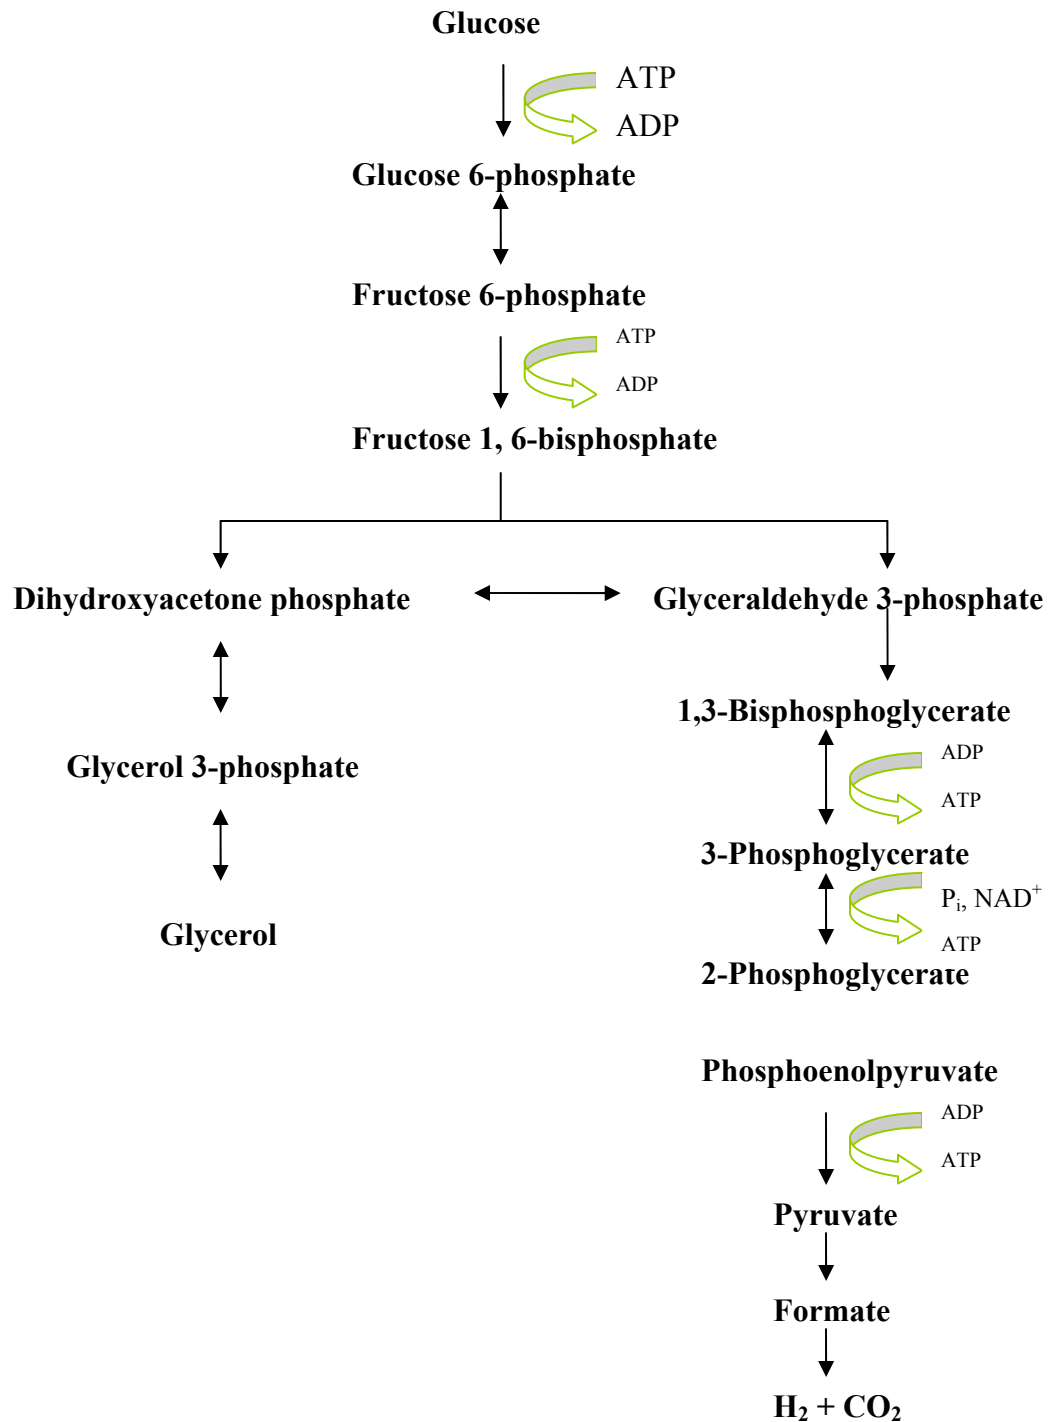 Glucose
ATP
ADP
Glucose 6-phosphate
Fructose 6-phosphate
ATP
ADP
Fructose 1, 6-bisphosphate
Dihydroxyacetone phosphate
Glyceraldehyde 3-phosphate
1,3-Bisphosphoglycerate
ADP
Glycerol 3-phosphate
ATP
3-Phosphoglycerate
Pᵢ, NAD⁺
Glycerol
ATP
2-Phosphoglycerate
Phosphoenolpyruvate
ADP
ATP
Pyruvate
Formate
H₂ + CO₂